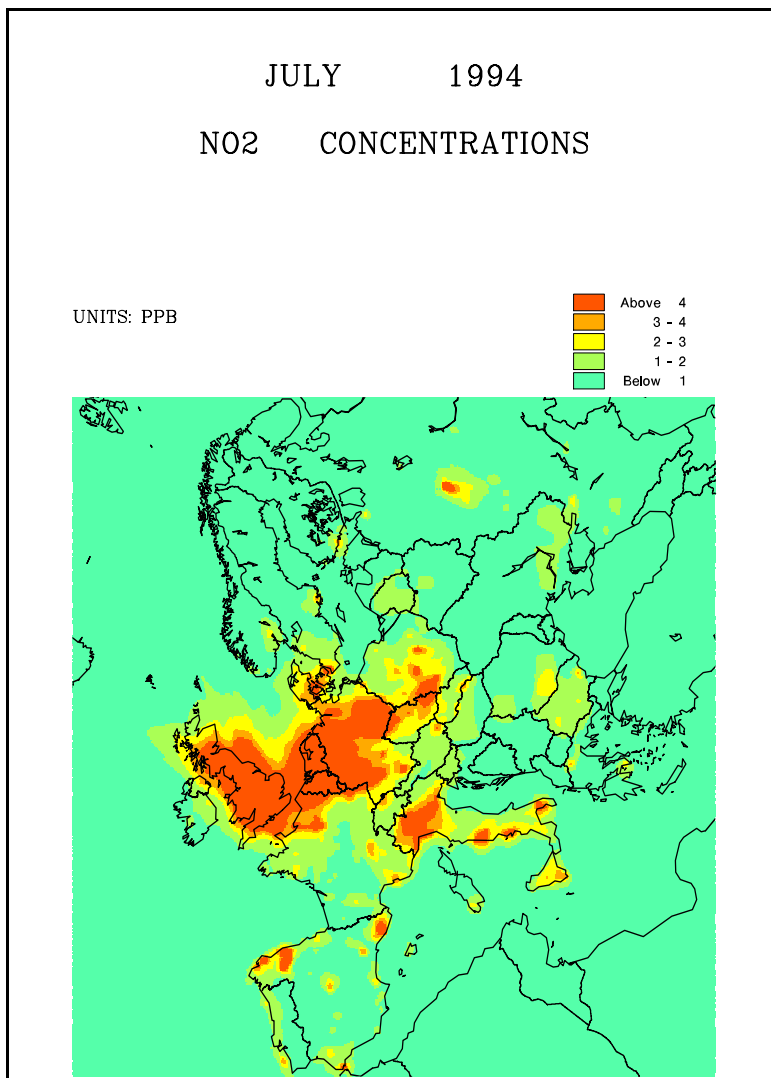 JULY 1994
NO2 CONCENTRATIONS
UNITS: PPB
Above 4
3 - 4
2 - 3
1 - 2
Below 1